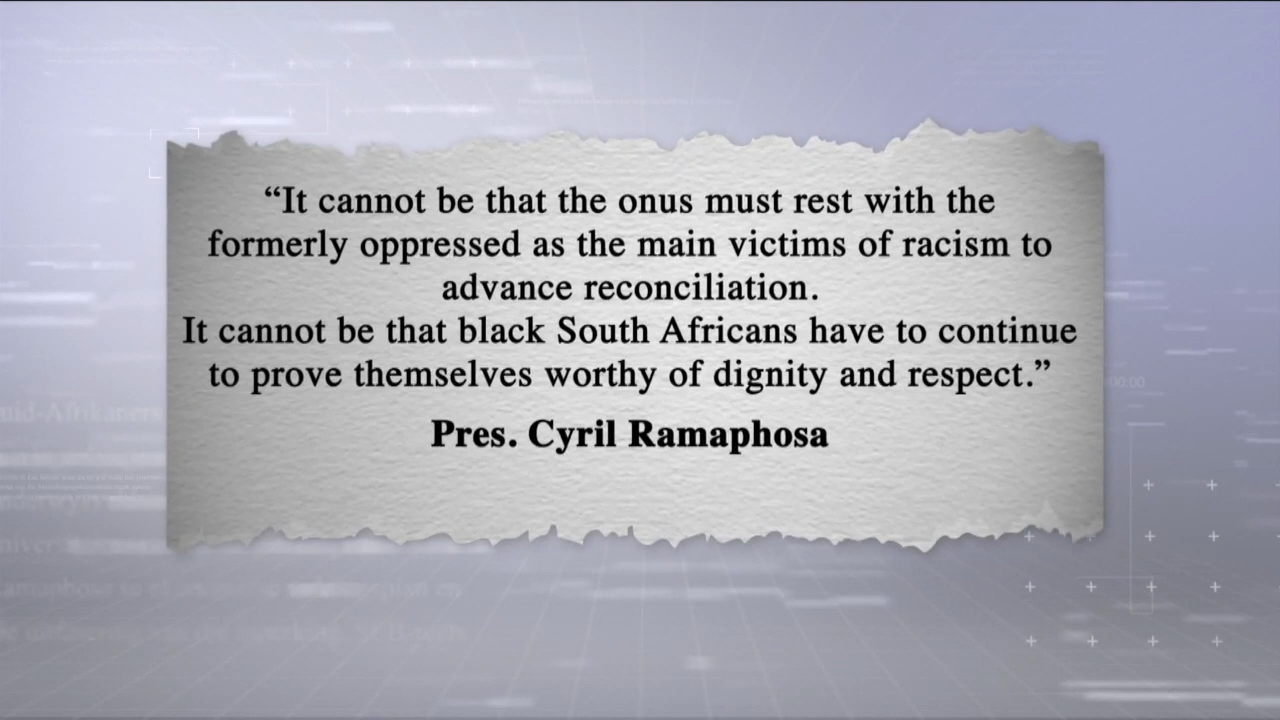 “It cannot be that the onus must rest with the
formerly oppressed as the main victims of racism to
advance reconciliation.
It cannot be that black South Africans have to continue
to prove themselves worthy of dignity and respect.”
Pres. Cyril Ramaphosa